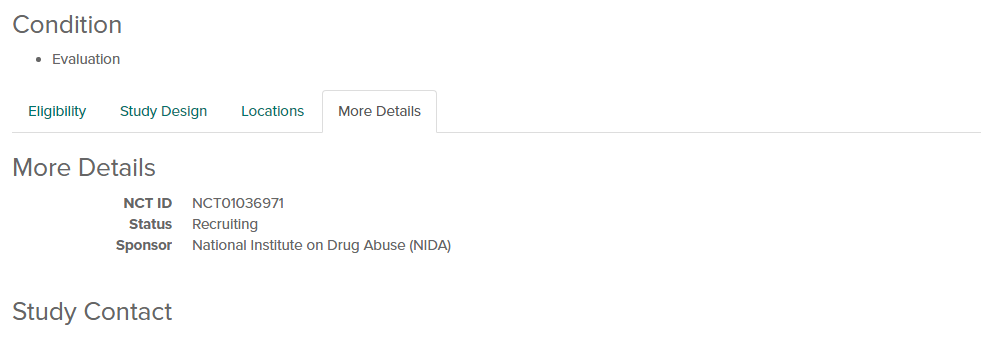 Condition
Evaluation
Eligibility Study Design Locations More Details
More Details
NCT ID NCT01036971
Status Recruiting
Sponsor National Institute on Drug Abuse (NIDA)
Study Contact